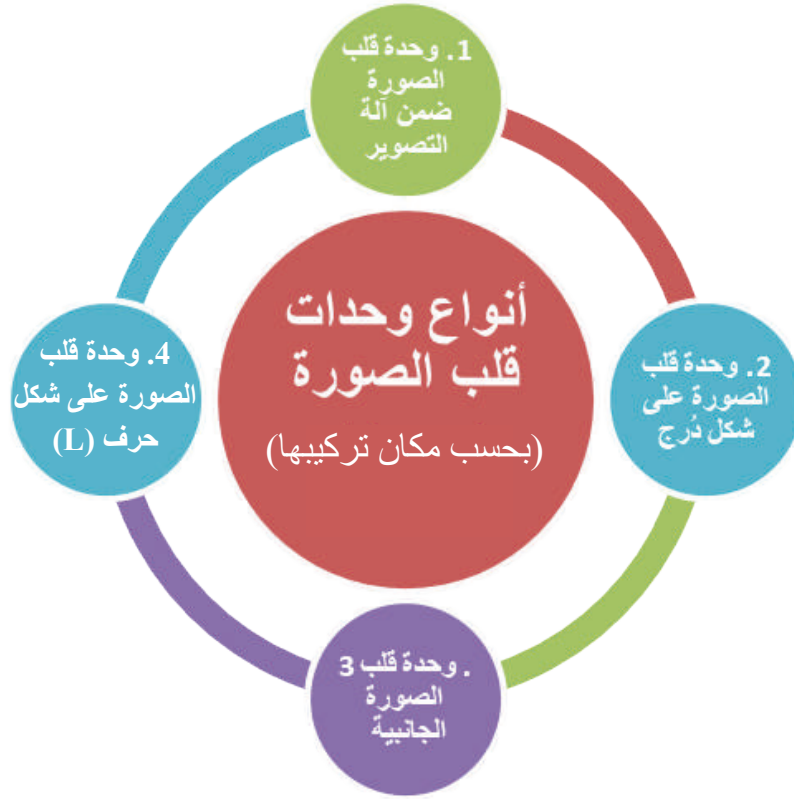 1. وحدة قلب
الصورة
ضمن آلة
التصوير
أنواع وحدات
قلب الصورة
(بحسب مكان تركيبها)
2. وحدة قلب
الصورة على
شكل دُرج
. وحدة قلب 3
الصورة
الجانبية
4. وحدة قلب
الصورة على شكل
حرف (L)